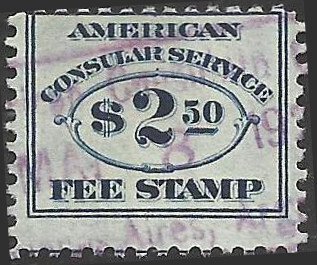 AMERICAN
CONSULAR SERVICE
$2.50
FEE STAMP